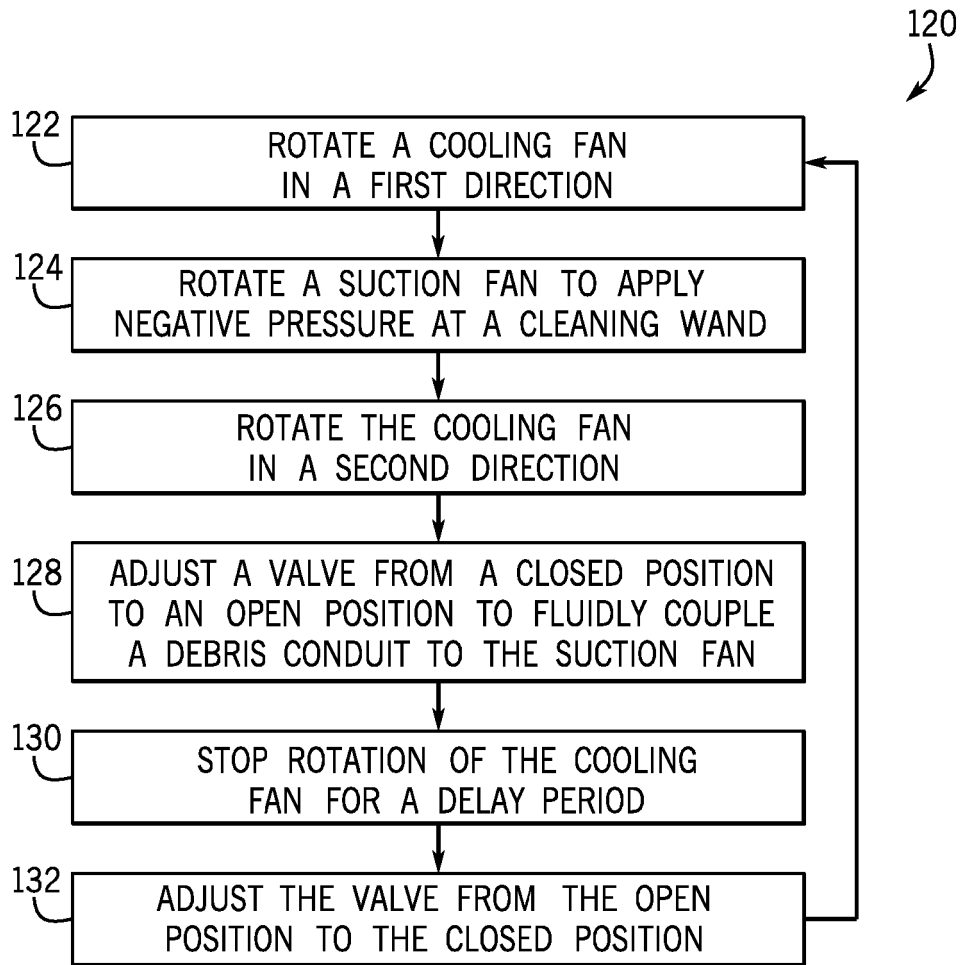 120
122
ROTATE A COOLING FAN
IN A FIRST DIRECTION
124
ROTATE A SUCTION FAN TO APPLY
NEGATIVE PRESSURE AT A CLEANING WAND
126
ROTATE THE COOLING FAN
IN A SECOND DIRECTION
128
ADJUST A VALVE FROM A CLOSED POSITION
TO AN OPEN POSITION TO FLUIDLY COUPLE
A DEBRIS CONDUIT TO THE SUCTION FAN
130
STOP ROTATION OF THE COOLING
FAN FOR A DELAY PERIOD
132
ADJUST THE VALVE FROM THE OPEN
POSITION TO THE CLOSED POSITION